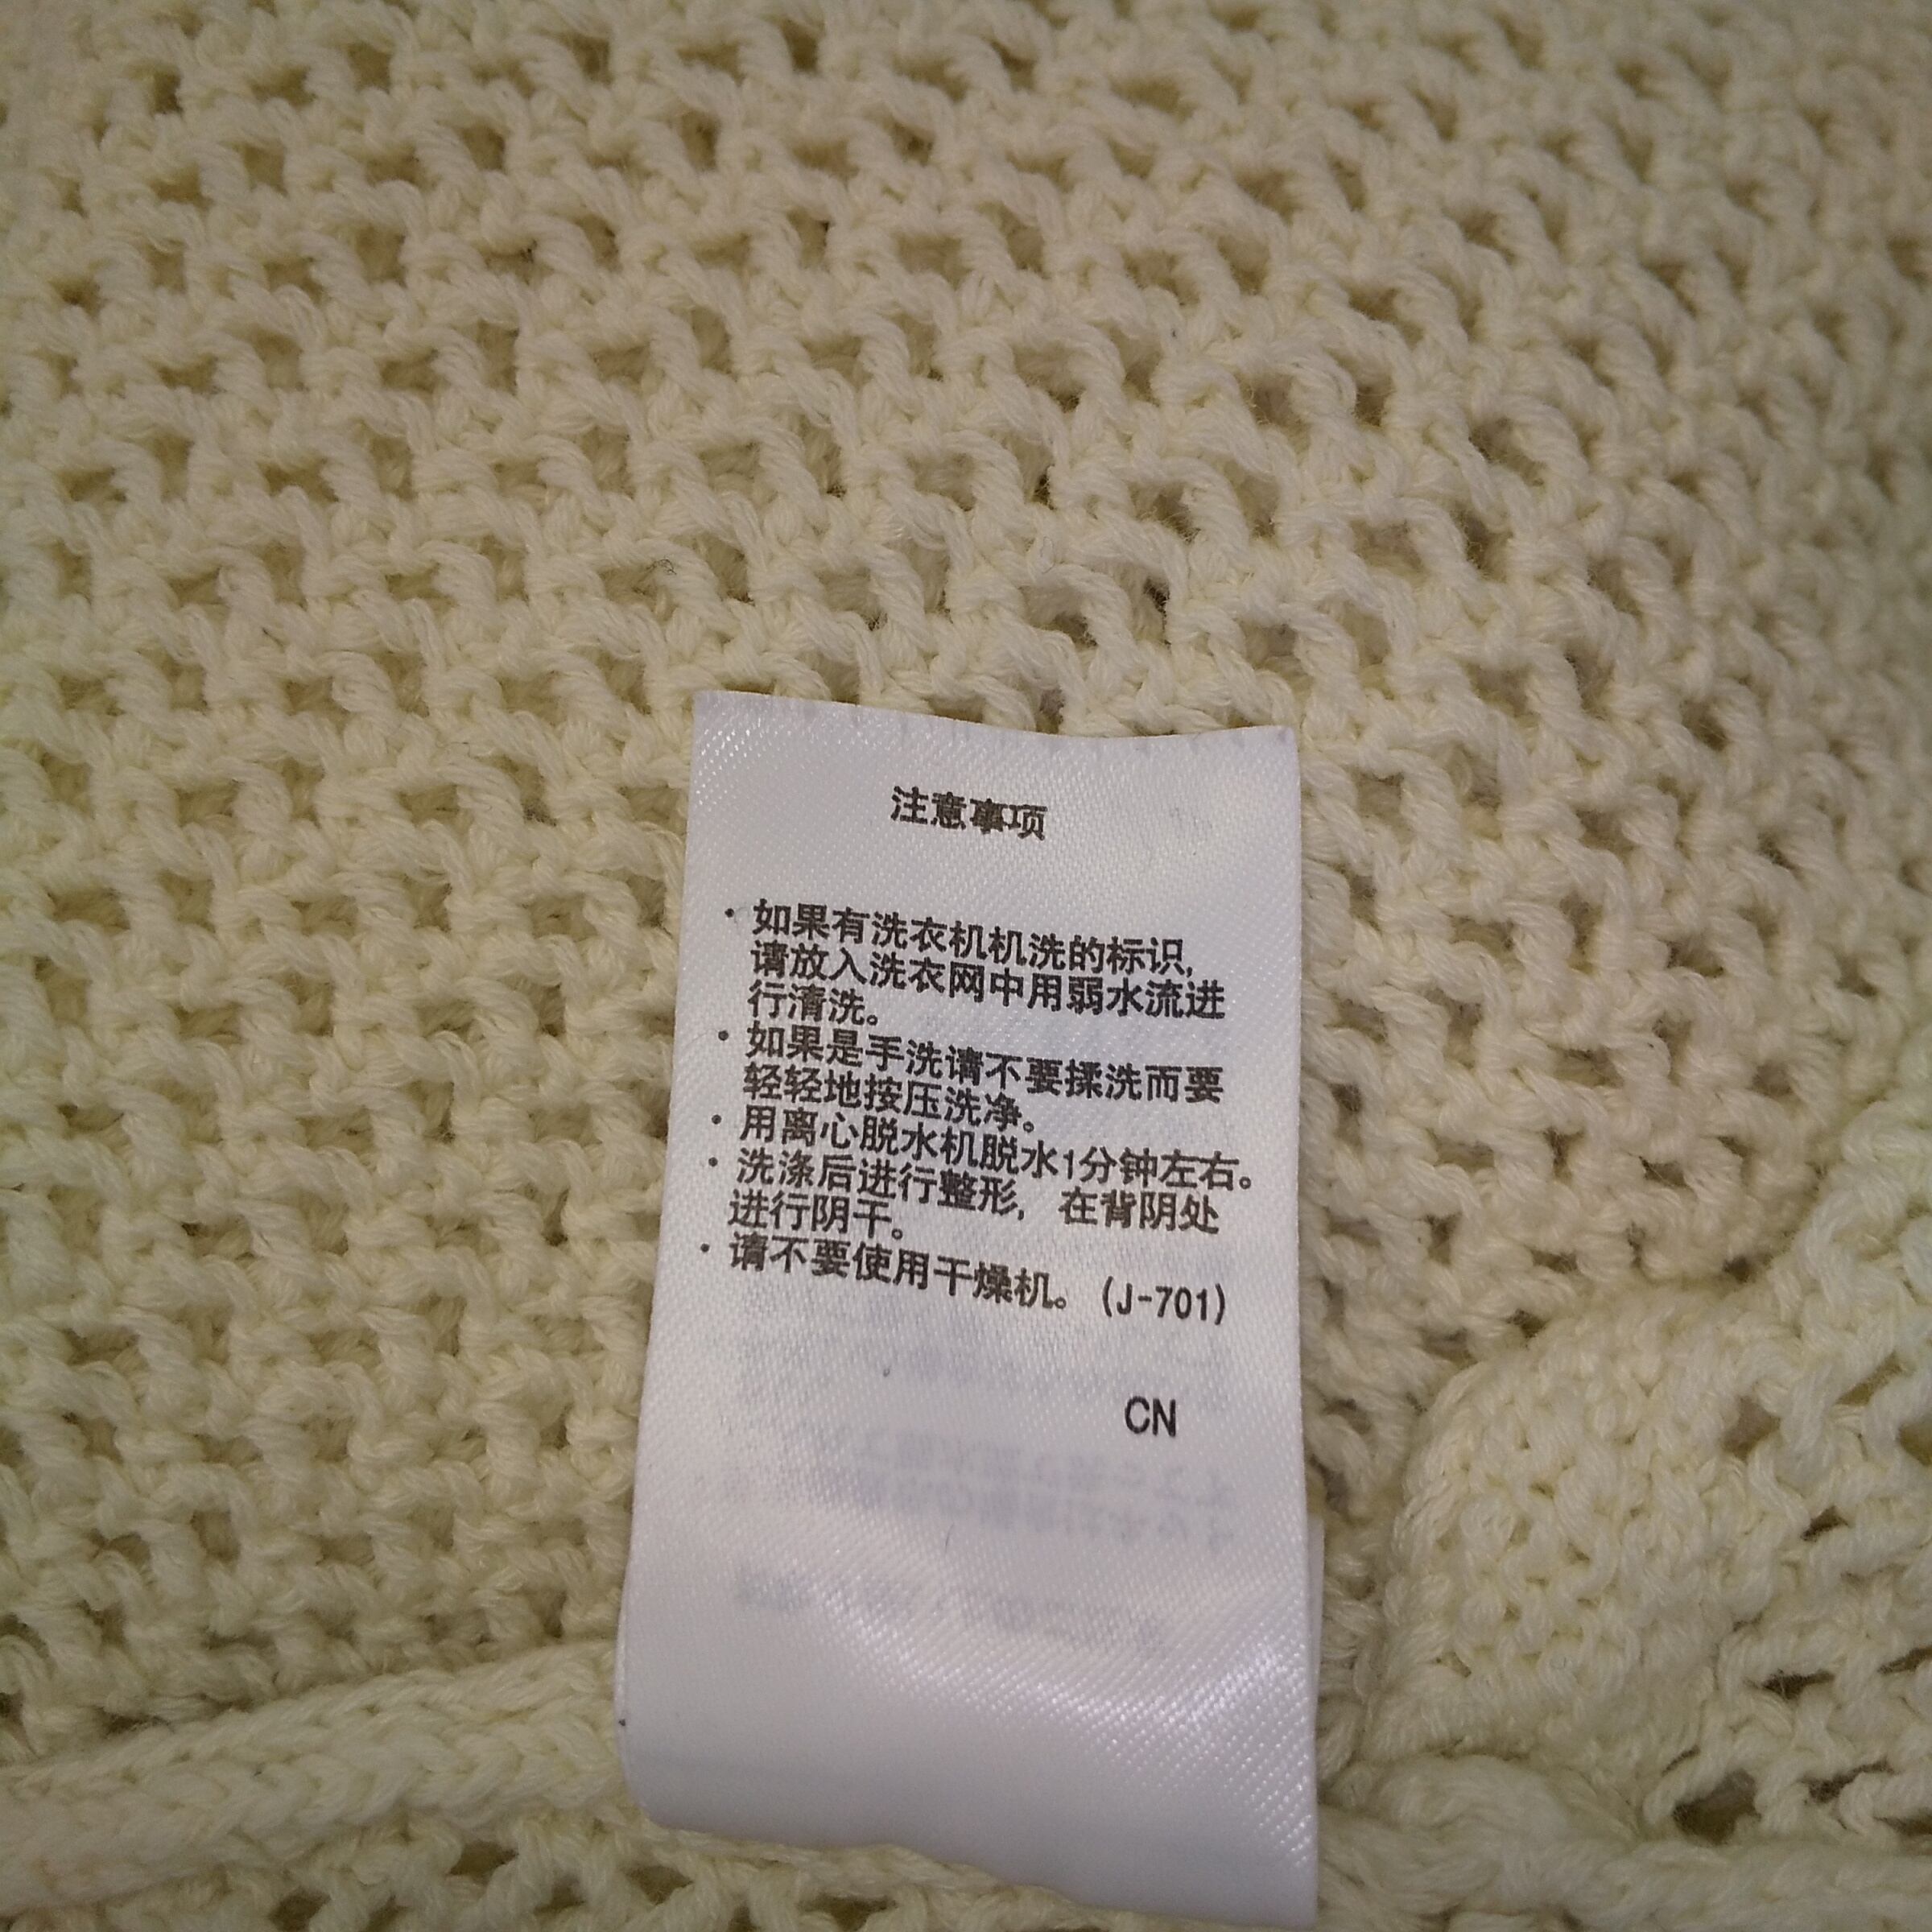 注意事项
・如果有洗衣机机洗的标识,
请放入洗衣网中用弱水流进
行清洗。
・如果是手洗请不要揉洗而要
轻轻地按压洗净。
・用离心脱水机脱水1分钟左右。
・洗涤后进行整形, 在背阴处
进行阴干。
・请不要使用干燥机。(J-701)
CN